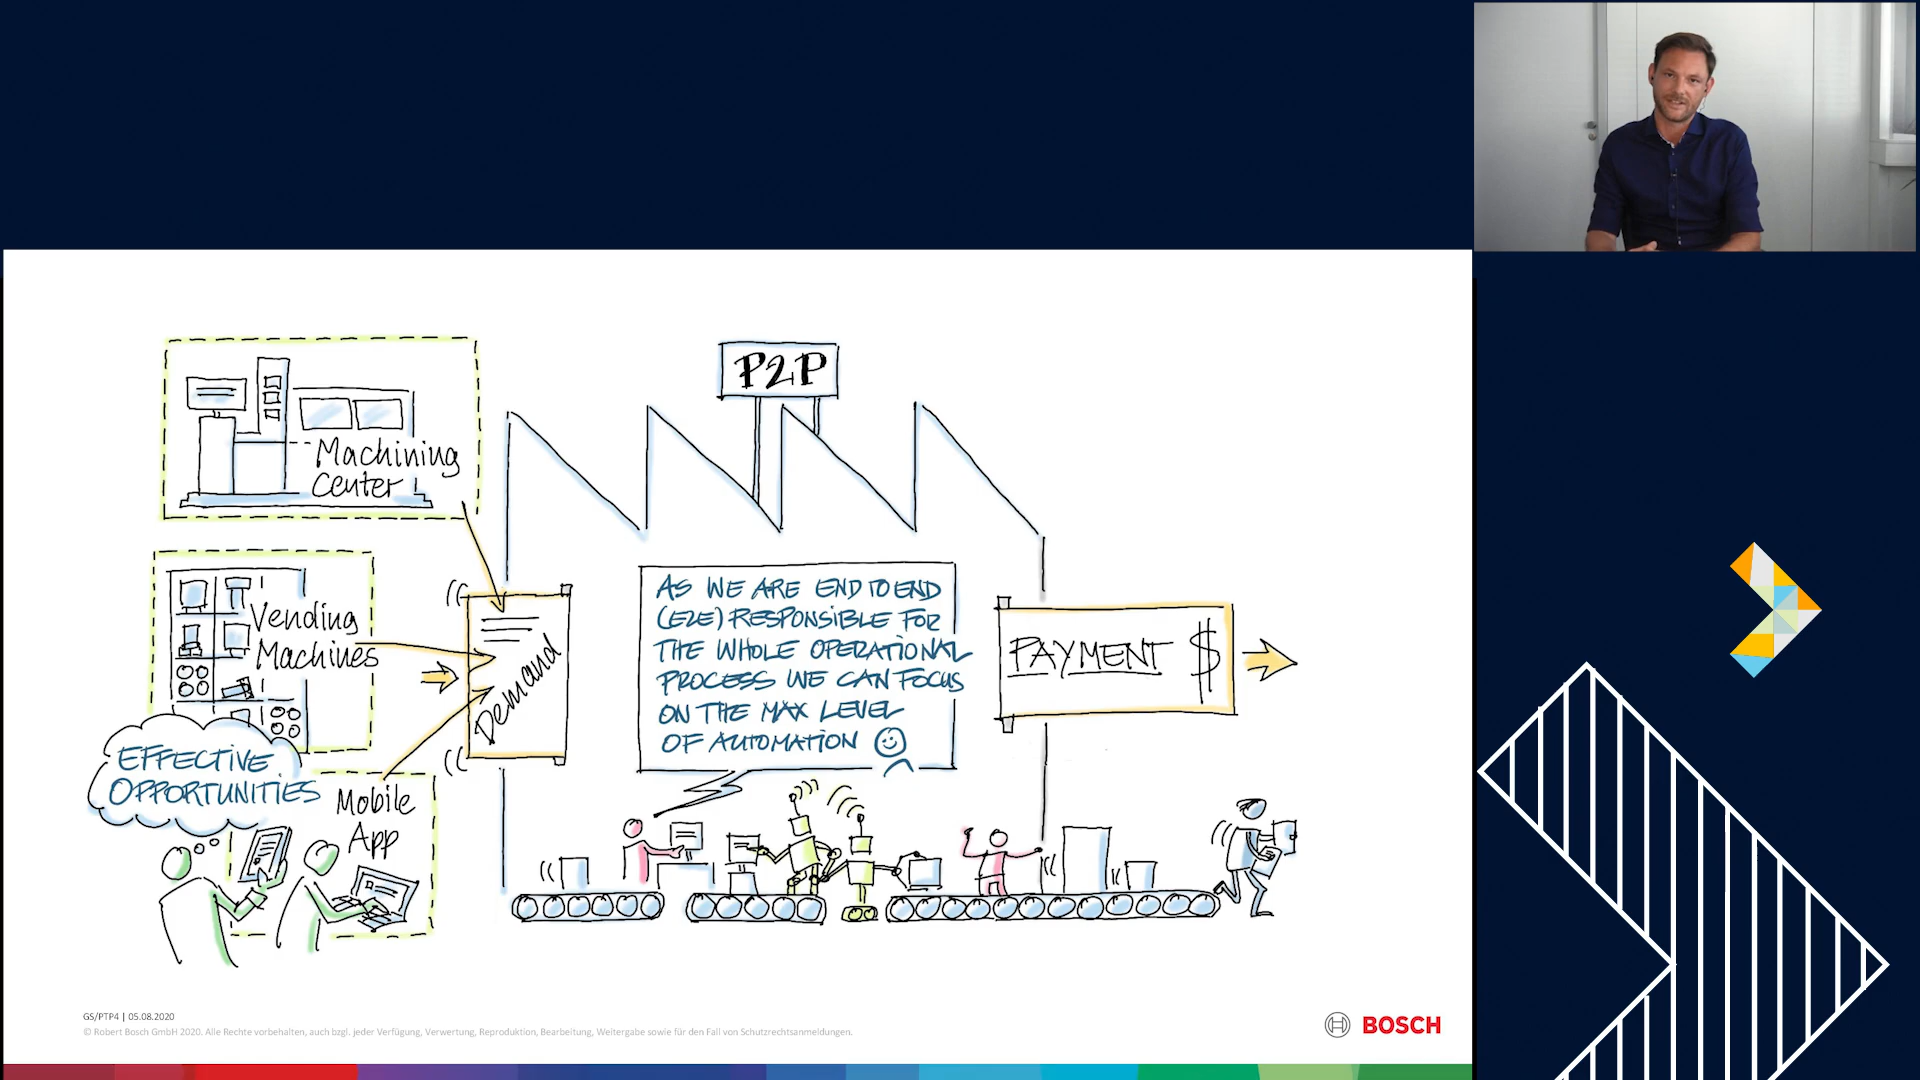 P2P
Machining
Center
Vending
Machines
EFFECTIVE
OPPORTUNITIES
Mobile
App
Demand
AS WE ARE END TO END
(E2E) RESPONSIBLE FOR
THE WHOLE OPERATIONAL
PROCESS WE CAN FOCUS
ON THE MAX LEVEL
OF AUTOMATION
PAYMENT $
GS/PTP4 | 05.08.2020
© Robert Bosch GmbH 2020. Alle Rechte vorbehalten, auch bzgl. jeder Verfügung, Verwertung, Reproduktion, Bearbeitung, Weitergabe sowie für den Fall von Schutzrechtsanmeldungen.
BOSCH